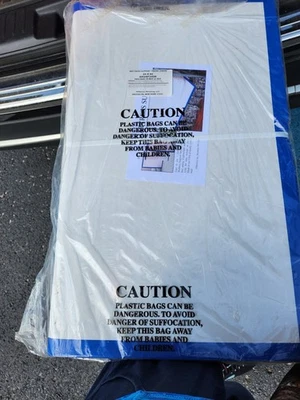 CAUTION
PLASTIC BAGS CAN BE
DANGEROUS. TO AVOID
DANGER OF SUFFOCATION,
KEEP THIS BAG AWAY
FROM BABIES AND
CHILDREN.
CAUTION
PLASTIC BAGS CAN BE
DANGEROUS. TO AVOID
DANGER OF SUFFOCATION,
KEEP THIS BAG AWAY
FROM BABIES AND
CHILDREN.